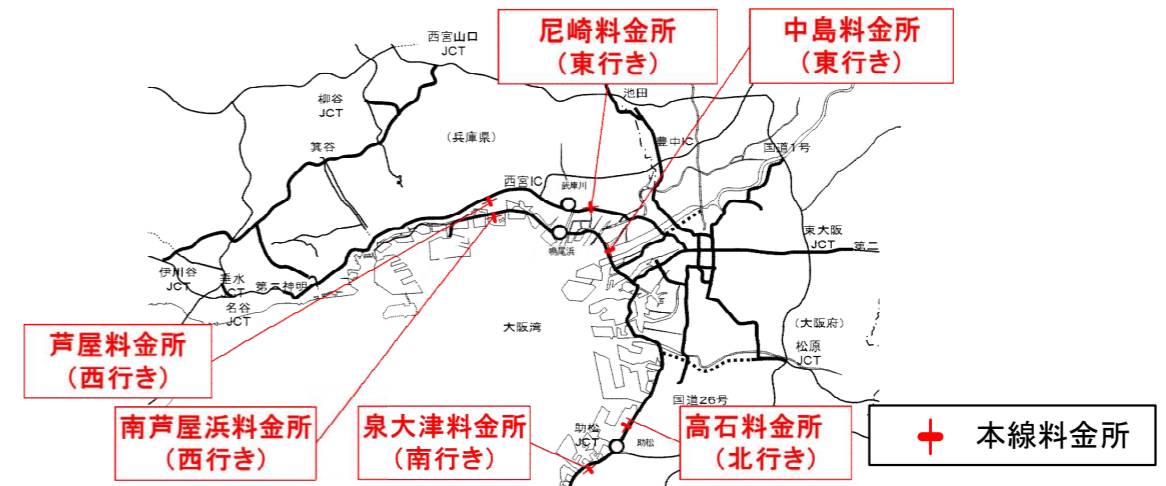 尼崎料金所
(東行き)
中島料金所
(東行き)
西宮山口
JCT
柳谷
JCT
池田
(兵庫県)
豊中IC
国道1号
箕谷
西宮IC
武庫川
鳴尾浜
東大阪
JCT
第二
伊川谷
JCT
垂水
JCT
第二神明
名谷
JCT
大阪湾
(大阪府)
松原
JCT
芦屋料金所
(西行き)
国道26号
南芦屋浜料金所
(西行き)
泉大津料金所
(南行き)
助松
JCT
助松
高石料金所
(北行き)
本線料金所